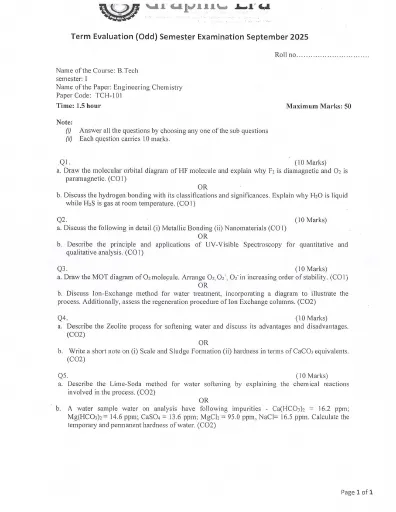 Graphic Era
Term Evaluation (Odd) Semester Examination September 2025
Roll no..............................
Name of the Course: B.Tech
semester: I
Name of the Paper: Engineering Chemistry
Paper Code: TCH-101
Time: 1.5 hour Maximum Marks: 50
Note:
(i) Answer all the questions by choosing any one of the sub questions
(ii) Each question carries 10 marks.
Q1. (10 Marks)
a. Draw the molecular orbital diagram of HF molecule and explain why F₂ is diamagnetic and O₂ is
paramagnetic. (CO1)
OR
b. Discuss the hydrogen bonding with its classifications and significances. Explain why H₂O is liquid
while H₂S is gas at room temperature. (CO1)
Q2. (10 Marks)
a. Discuss the following in detail (i) Metallic Bonding (ii) Nanomaterials (CO1)
OR
b. Describe the principle and applications of UV-Visible Spectroscopy for quantitative and
qualitative analysis. (CO1)
Q3. (10 Marks)
a. Draw the MOT diagram of O₂ molecule. Arrange in increasing order of stability. (CO1)
OR
b. Discuss Ion-Exchange method for water treatment, incorporating a diagram to illustrate the
process. Additionally, assess the regeneration procedure of Ion Exchange columns. (CO2)
Q4. (10 Marks)
a. Describe the Zeolite process for softening water and discuss its advantages and disadvantages.
(CO2)
OR
b. Write a short note on (i) Scale and Sludge Formation (ii) hardness in terms of CaCO₃ equivalents.
(CO2)
Q5. (10 Marks)
a. Describe the Lime-Soda method for water softening by explaining the chemical reactions
involved in the process. (CO2)
OR
b. A water sample water on analysis have following impurities - Ca(HCO₃)₂ = 16.2 ppm;
Mg(HCO₃)₂ = 14.6 ppm; CaSO₄ = 13.6 ppm; MgCl₂ = 95.0 ppm, NaCl= 16.5 ppm. Calculate the
temporary and permanent hardness of water. (CO2)
Page 1 of 1